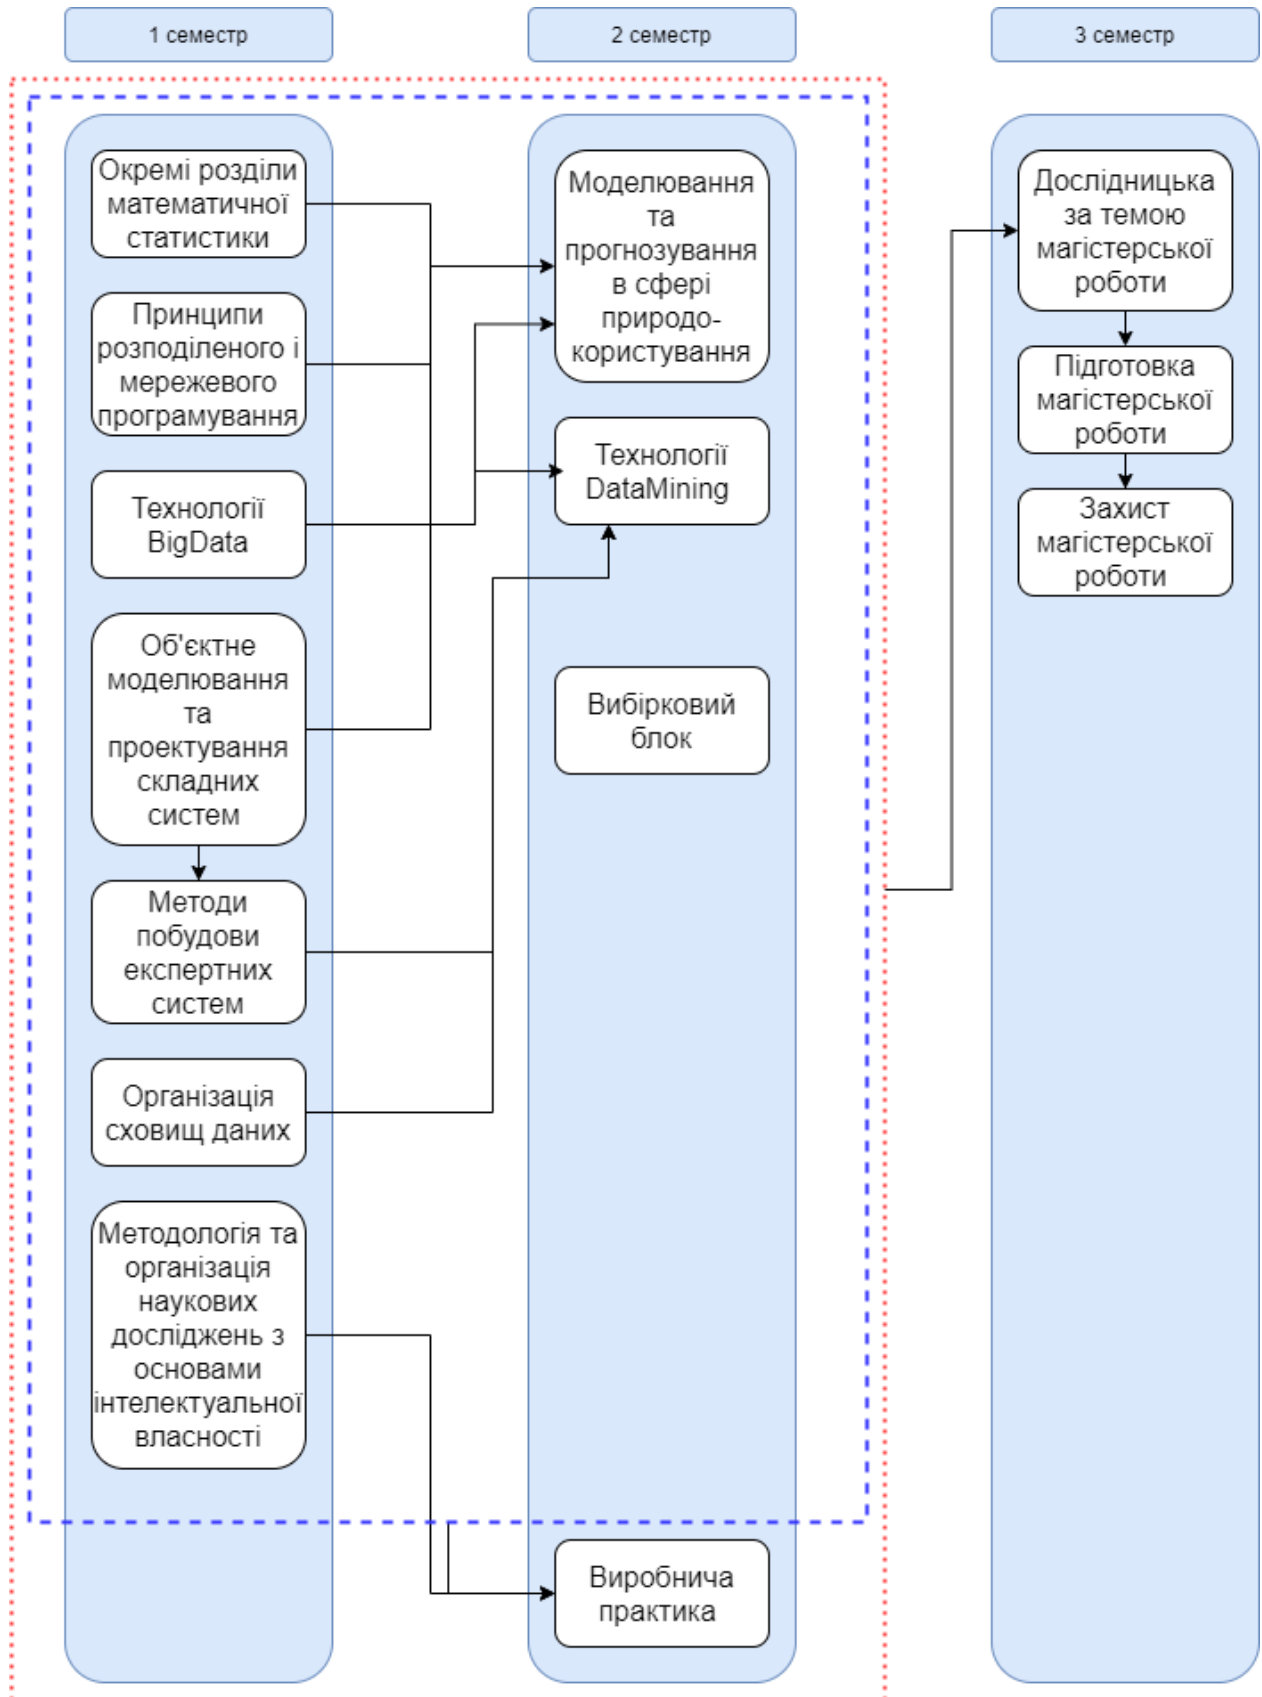 1 семестр
2 семестр
3 семестр
Окремі розділи
математичної
статистики
Принципи
розподіленого і
мережевого
програмування
Технології
BigData
Об'єктне
моделювання
та
проектування
складних
систем
Методи
побудови
експертних
систем
Організація
сховищ даних
Методологія та
організація
наукових
досліджень з
основами
інтелектуальної
власності
Моделювання
та
прогнозування
в сфері
природо-
користування
Технології
DataMining
Вибірковий
блок
Виробнича
практика
Дослідницька
за темою
магістерської
роботи
Підготовка
магістерської
роботи
Захист
магістерської
роботи